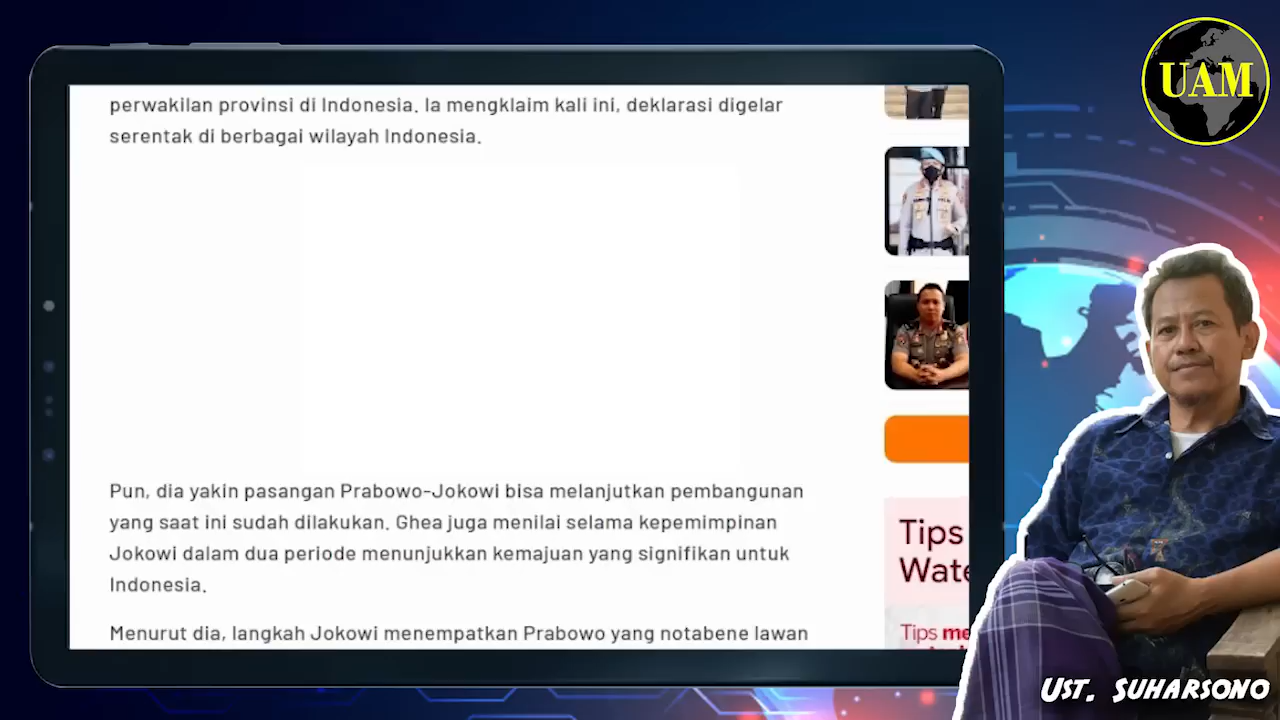 UAM
perwakilan provinsi di Indonesia. Ia mengklaim kali ini, deklarasi digelar
serentak di berbagai wilayah Indonesia.
Pun, dia yakin pasangan Prabowo-Jokowi bisa melanjutkan pembangunan
yang saat ini sudah dilakukan. Ghea juga menilai selama kepemimpinan
Jokowi dalam dua periode menunjukkan kemajuan yang signifikan untuk
Indonesia.
Menurut dia, langkah Jokowi menempatkan Prabowo yang notabene lawan
Tips
Wate
Tips me
UST. SUHARSONO